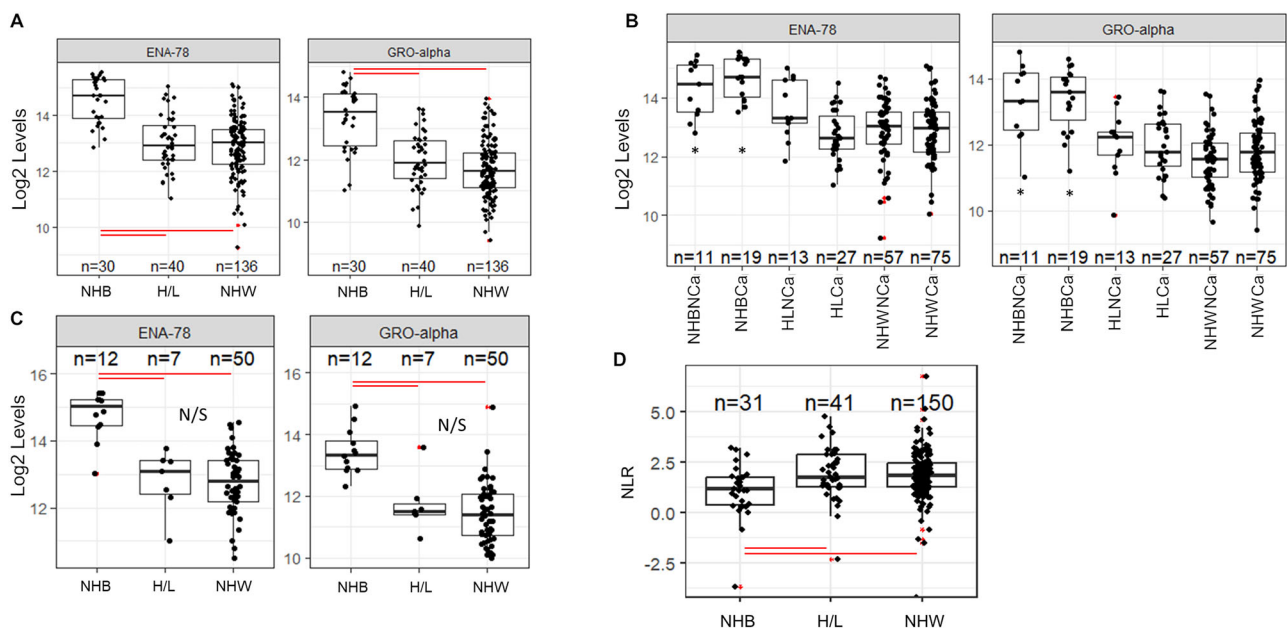 A
ENA-78
GRO-alpha
Log2 Levels
15
14
13
12
11
10
14
12
10
n=30
n=40
n=136
n=30
n=40
n=136
NHB
H/L
NHW
NHB
H/L
NHW
B
ENA-78
GRO-alpha
Log2 Levels
16
14
12
10
14
12
10
*
*
*
*
n=11
n=19
n=13
n=27
n=57
n=75
n=11
n=19
n=13
n=27
n=57
n=75
NHBNCa
NHBCa
HLNCa
HLCa
NHWNCa
NHWCa
NHBNCa
NHBCa
HLNCa
HLCa
NHWNCa
NHWCa
C
ENA-78
GRO-alpha
n=12
n=7
n=50
n=12
n=7
n=50
Log2 Levels
16
14
12
16
14
12
10
N/S
N/S
NHB
H/L
NHW
NHB
H/L
NHW
D
NLR
5.0
2.5
0.0
-2.5
n=31
n=41
n=150
NHB
H/L
NHW